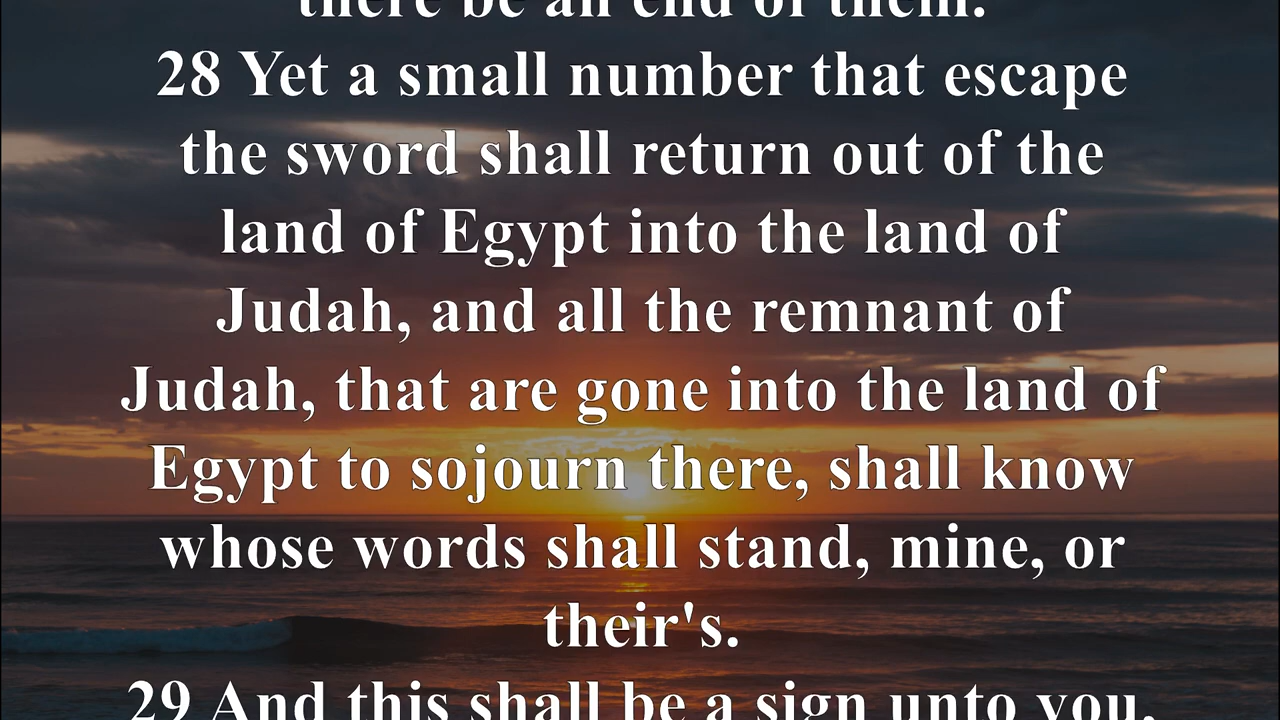 there be an end of them.
28 Yet a small number that escape
the sword shall return out of the
land of Egypt into the land of
Judah, and all the remnant of
Judah, that are gone into the land of
Egypt to sojourn there, shall know
whose words shall stand, mine, or
their's.
29 And this shall be a sign unto you,